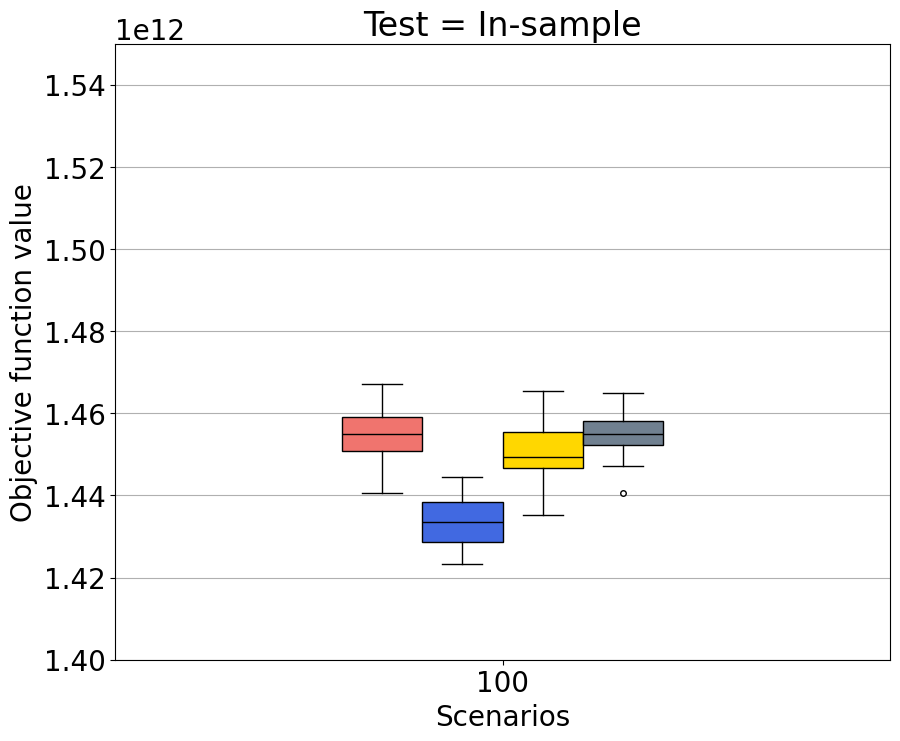 Test = In-sample
1e12
Objective function value
1.54
1.52
1.50
1.48
1.46
1.44
1.42
1.40
100
Scenarios